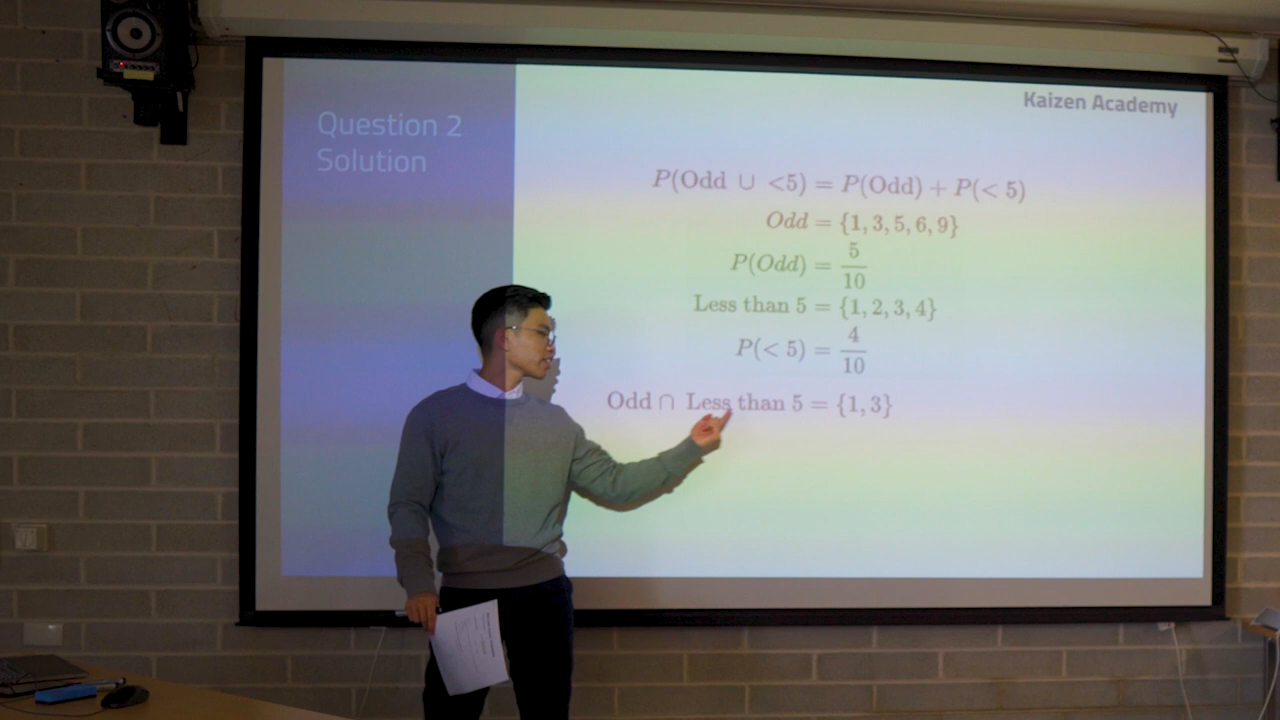 Kaizen Academy
Question 2
Solution
P(Odd ∪ <5) = P(Odd) + P(< 5)
Odd = {1, 3, 5, 6, 9}
P(Odd) = 5/10
Less than 5 = {1, 2, 3, 4}
P(< 5) = 4/10
Odd ∩ Less than 5 = {1, 3}